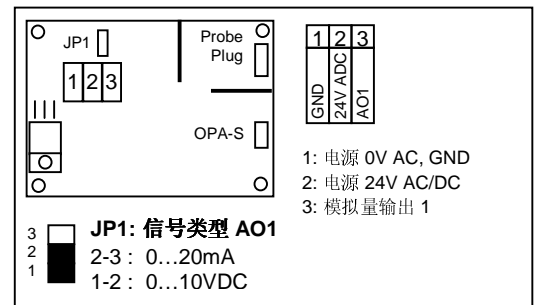 JP1
Probe
Plug
1 2 3
OPA-S
1 2 3
GND
24V ADC
AO1
1: 电源 0V AC, GND
2: 电源 24V AC/DC
3: 模拟量输出 1
3
2
1
JP1: 信号类型 AO1
2-3 : 0…20mA
1-2 : 0…10VDC